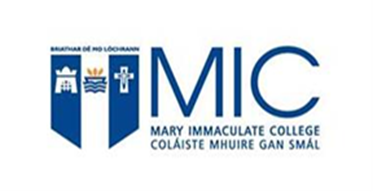 BRIATHAR DÉ MO LÓCHRANN
MIC
MARY IMMACULATE COLLEGE
COLÁISTE MHUIRE GAN SMÁL